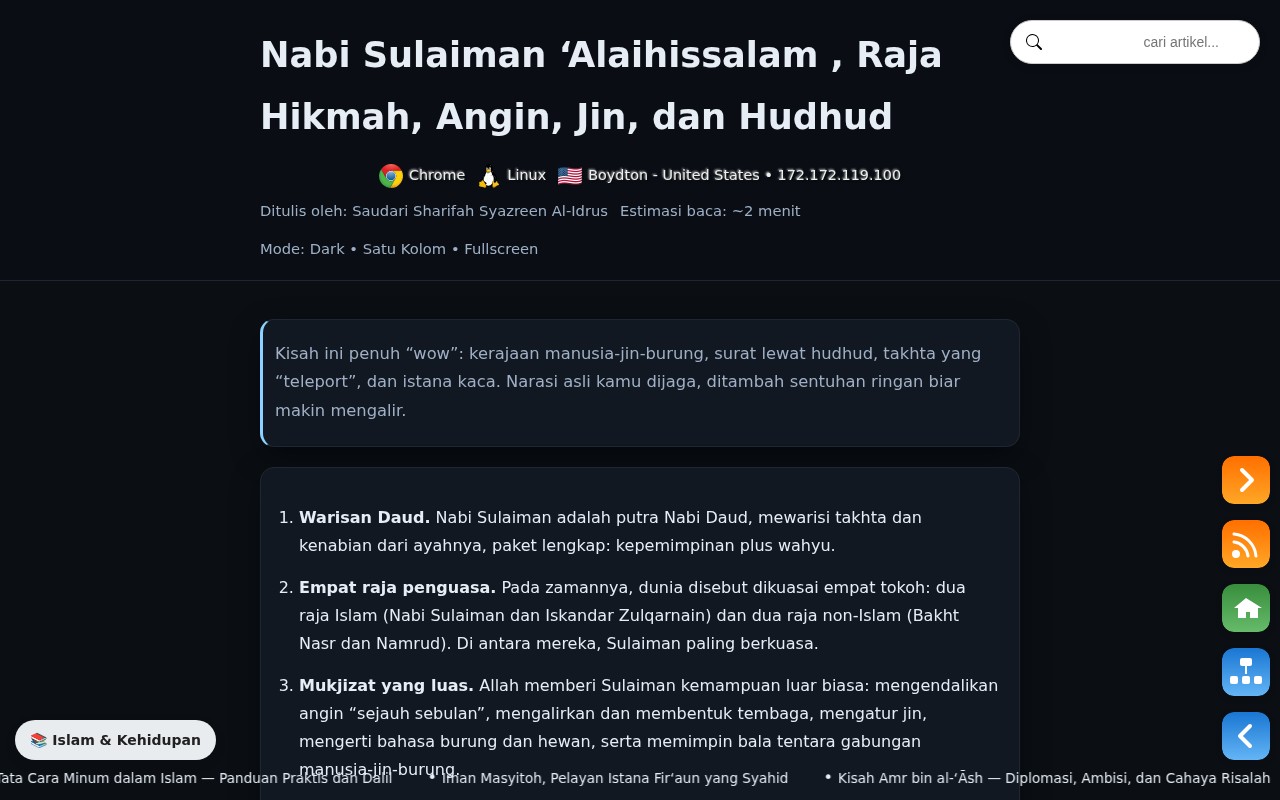 Nabi Sulaiman ‘Alaihissalam , Raja
Hikmah, Angin, Jin, dan Hudhud
cari artikel...
Chrome Linux Boydton - United States • 172.172.119.100
Ditulis oleh: Saudari Sharifah Syazreen Al-Idrus Estimasi baca: ~2 menit
Mode: Dark • Satu Kolom • Fullscreen
Kisah ini penuh “wow”: kerajaan manusia-jin-burung, surat lewat hudhud, takhta yang
“teleport”, dan istana kaca. Narasi asli kamu dijaga, ditambah sentuhan ringan biar
makin mengalir.
1. Warisan Daud. Nabi Sulaiman adalah putra Nabi Daud, mewarisi takhta dan
kenabian dari ayahnya, paket lengkap: kepemimpinan plus wahyu.
2. Empat raja penguasa. Pada zamannya, dunia disebut dikuasai empat tokoh: dua
raja Islam (Nabi Sulaiman dan Iskandar Zulqarnain) dan dua raja non-Islam (Bakht
Nasr dan Namrud). Di antara mereka, Sulaiman paling berkuasa.
3. Mukjizat yang luas. Allah memberi Sulaiman kemampuan luar biasa: mengendalikan
angin “sejauh sebulan”, mengalirkan dan membentuk tembaga, mengatur jin,
mengerti bahasa burung dan hewan, serta memimpin bala tentara gabungan
manusia-jin-burung.
📚 Islam & Kehidupan
Tata Cara Minum dalam Islam — Panduan Praktis dan Dalil • Iman Masyitoh, Pelayan Istana Fir‘aun yang Syahid • Kisah Amr bin al-‘Āsh — Diplomasi, Ambisi, dan Cahaya Risalah